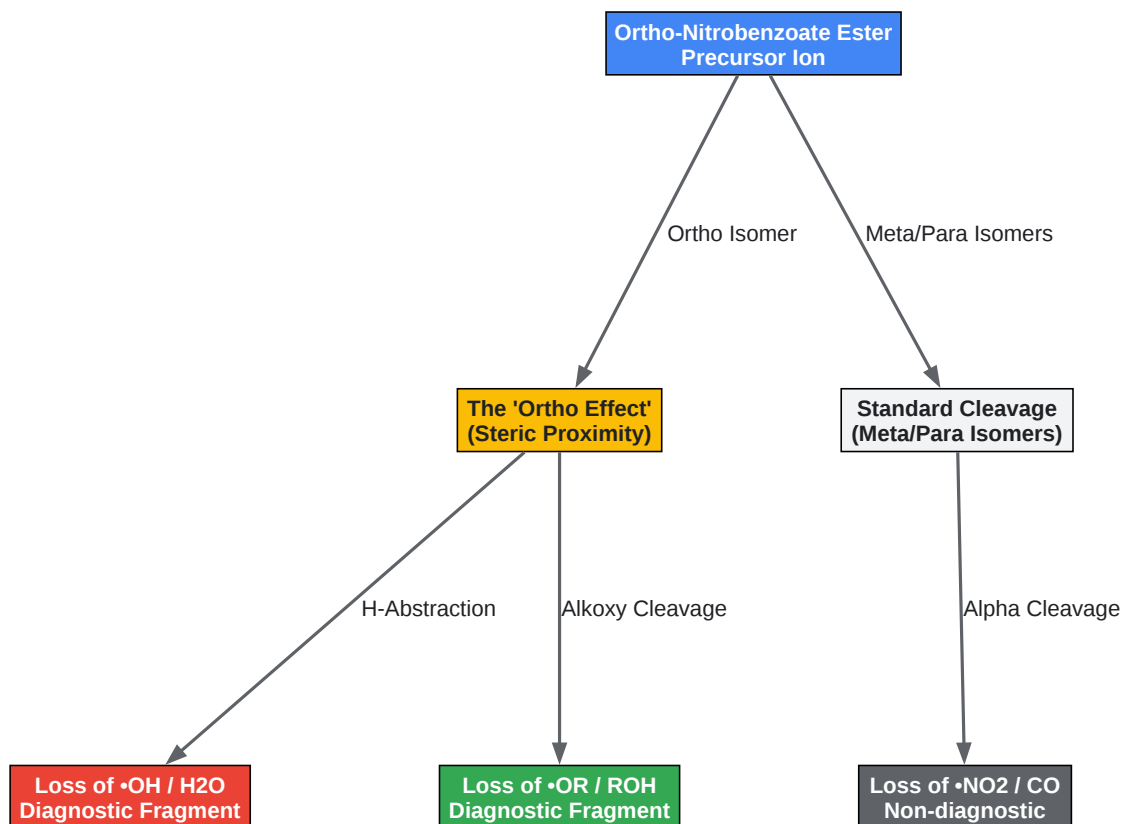 Ortho-Nitrobenzoate Ester
Precursor Ion
Ortho Isomer
Meta/Para Isomers
The 'Ortho Effect'
(Steric Proximity)
Standard Cleavage
(Meta/Para Isomers)
H-Abstraction
Alkoxy Cleavage
Alpha Cleavage
Loss of •OH / H2O
Diagnostic Fragment
Loss of •OR / ROH
Diagnostic Fragment
Loss of •NO2 / CO
Non-diagnostic